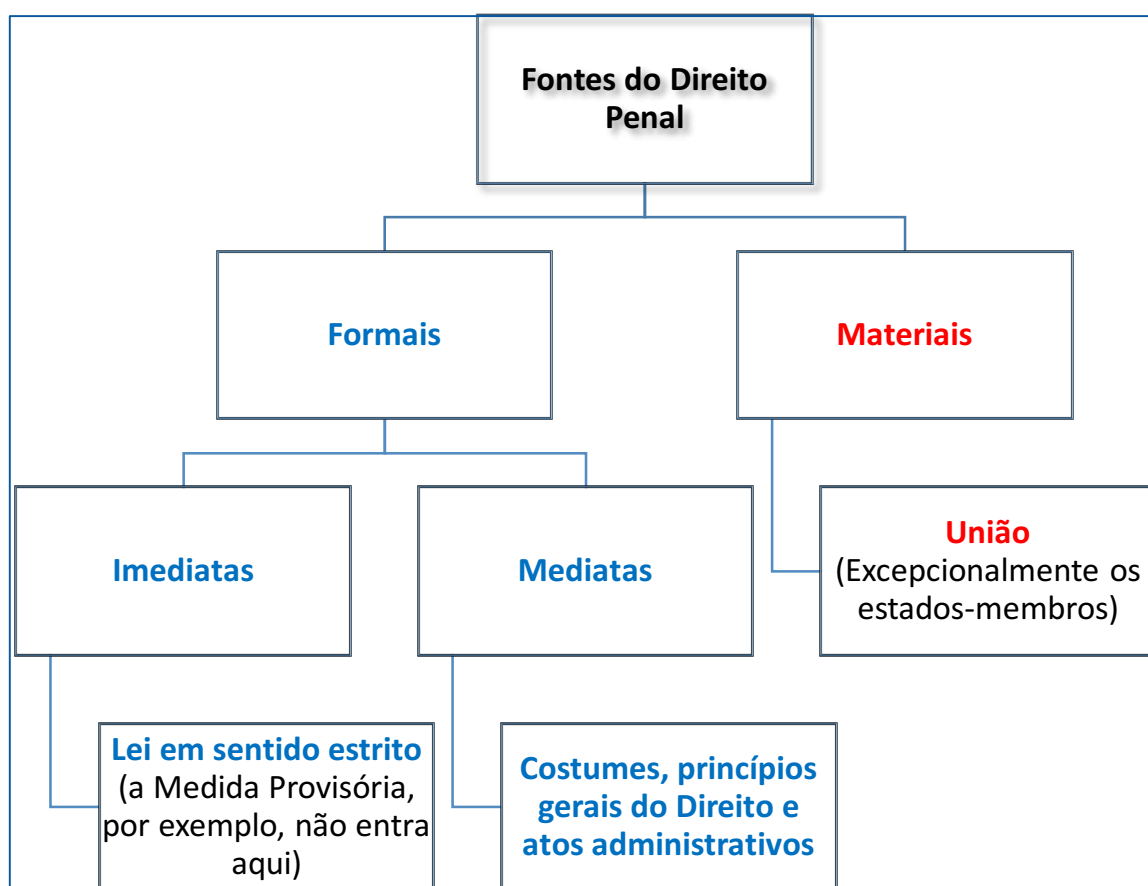 Fontes do Direito
Penal
Formais
Materiais
Imediatas
Mediatas
União
(Excepcionalmente os
estados-membros)
Lei em sentido estrito
(a Medida Provisória,
por exemplo, não entra
aqui)
Costumes, princípios
gerais do Direito e
atos administrativos